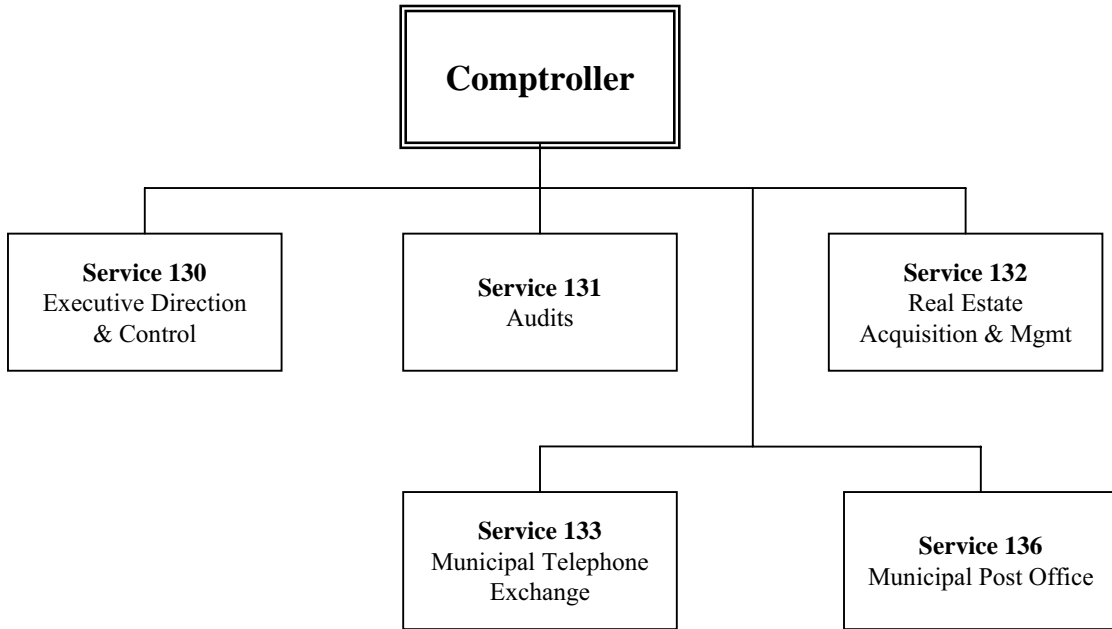 Comptroller
Service 130
Executive Direction
& Control
Service 131
Audits
Service 132
Real Estate
Acquisition & Mgmt
Service 133
Municipal Telephone
Exchange
Service 136
Municipal Post Office